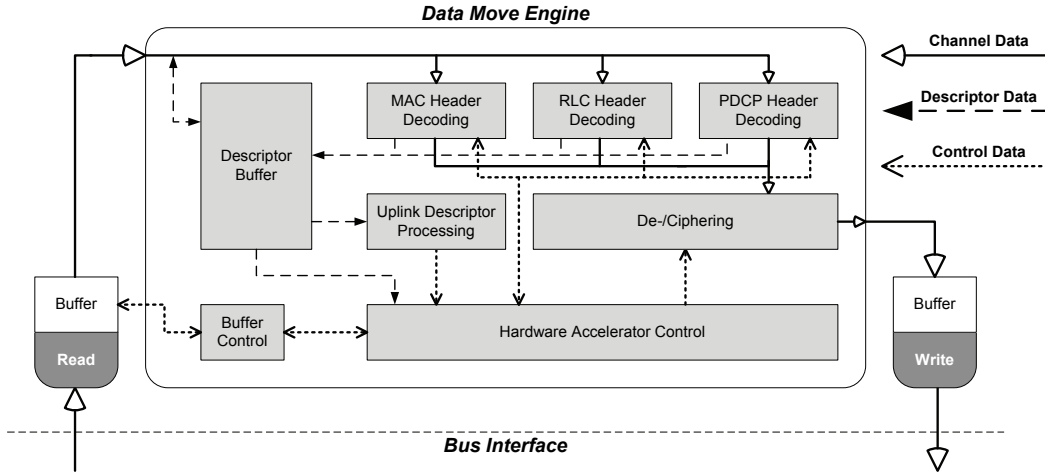 Data Move Engine
Channel Data
Descriptor Data
Control Data
MAC Header
Decoding
RLC Header
Decoding
PDCP Header
Decoding
Descriptor
Buffer
Uplink Descriptor
Processing
De-/Ciphering
Buffer
Read
Buffer
Control
Hardware Accelerator Control
Buffer
Write
Bus Interface